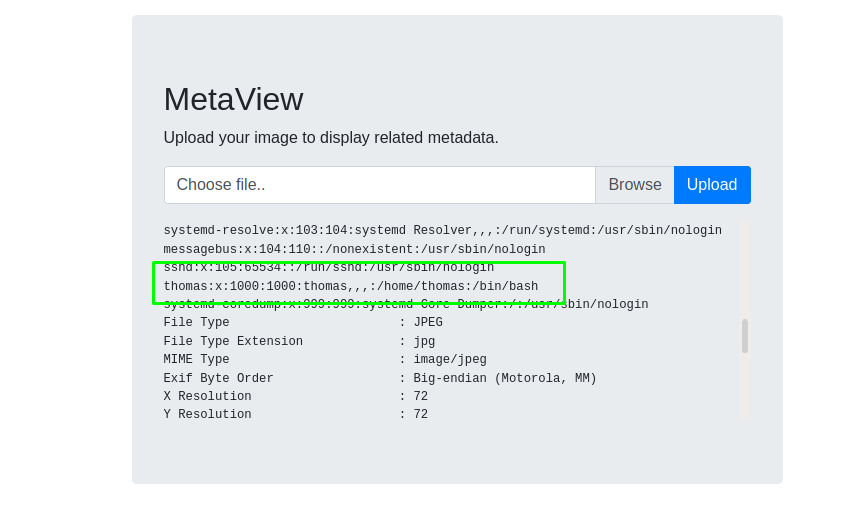 MetaView
Upload your image to display related metadata.
Choose file.. Browse Upload
systemd-resolve:x:103:104:systemd Resolver,,,:/run/systemd:/usr/sbin/nologin
messagebus:x:104:110::/nonexistent:/usr/sbin/nologin
sshd:x:105:65534::/run/sshd:/usr/sbin/nologin
thomas:x:1000:1000:thomas,,,:/home/thomas:/bin/bash
systemd-coredump:x:999:999:systemd Core Dumper:/:/usr/sbin/nologin
File Type : JPEG
File Type Extension : jpg
MIME Type : image/jpeg
Exif Byte Order : Big-endian (Motorola, MM)
X Resolution : 72
Y Resolution : 72